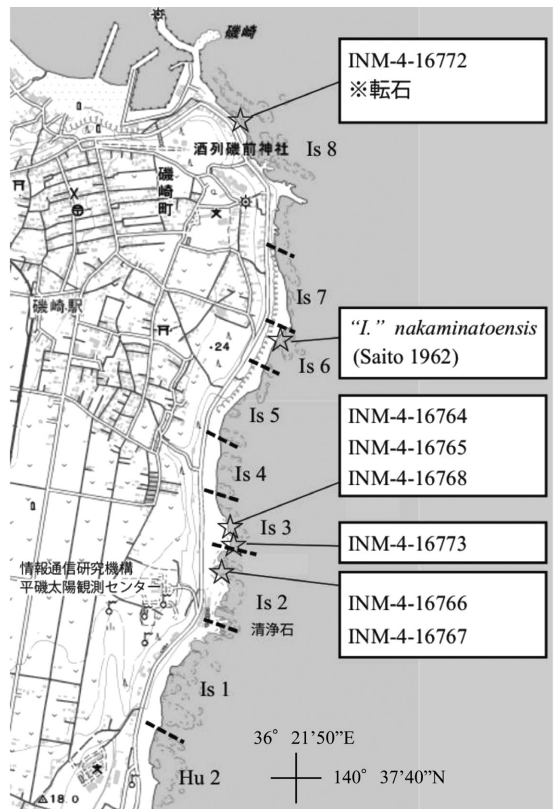 磯崎
INM-4-16772
※転石
酒列磯前神社
Is 8
磯崎町
磯崎駅
Is 7
“I.” nakaminatoensis
(Saito 1962)
・24
Is 6
Is 5
INM-4-16764
INM-4-16765
INM-4-16768
Is 4
Is 3
INM-4-16773
情報通信研究機構
平磯太陽観測センター
Is 2
INM-4-16766
INM-4-16767
清浄石
Is 1
36° 21’50”E
140° 37’40”N
Hu 2
△18.0